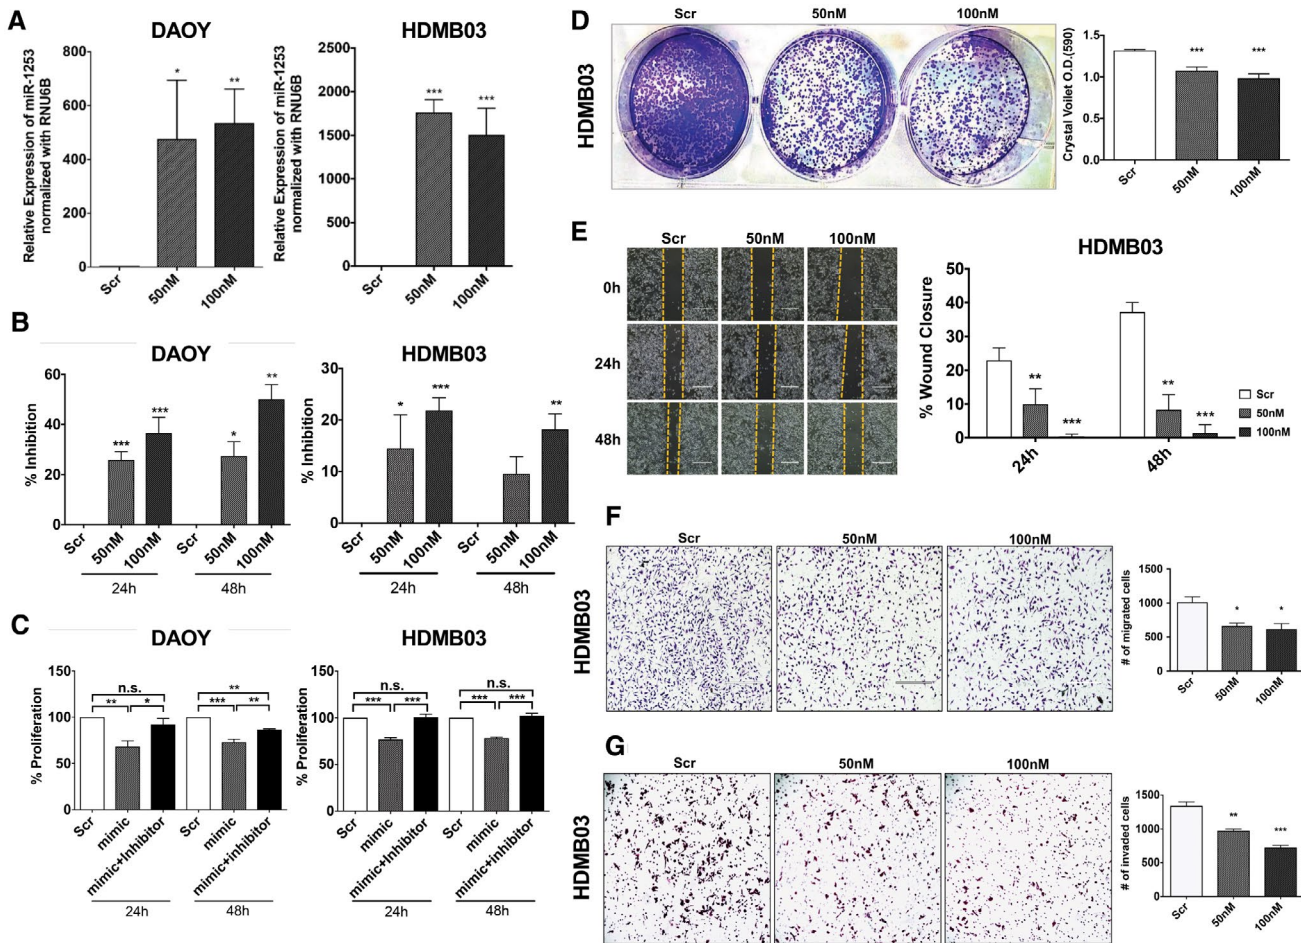 A
DAOY
HDMB03
Relative Expression of miR-1253
normalized with RNU6B
800
600
400
200
0
*
**
Scr
50nM
100nM
Relative Expression of miR-1253
normalized with RNU6B
2500
2000
1500
1000
500
0
***
***
Scr
50nM
100nM
B
DAOY
HDMB03
% Inhibition
60
40
20
0
***
***
*
**
Scr
50nM
100nM
Scr
50nM
100nM
24h
48h
% Inhibition
30
20
10
0
*
***
**
Scr
50nM
100nM
Scr
50nM
100nM
24h
48h
C
DAOY
HDMB03
% Proliferation
150
100
50
0
n.s.
**
*
**
***
**
Scr
mimic
mimic+Inhibitor
Scr
mimic
mimic+Inhibitor
24h
48h
% Proliferation
150
100
50
0
n.s.
***
***
n.s.
***
***
Scr
mimic
mimic+Inhibitor
Scr
mimic
mimic+Inhibitor
24h
48h
D
Scr
50nM
100nM
HDMB03
Crystal Voilet O.D.(590)
1.5
1.0
0.5
0.0
***
***
Scr
50nM
100nM
E
Scr
50nM
100nM
0h
24h
48h
HDMB03
% Wound Closure
50
40
30
20
10
0
**
***
**
***
24h
48h
Scr
50nM
100nM
F
Scr
50nM
100nM
HDMB03
# of migrated cells
1500
1000
500
0
*
*
Scr
50nM
100nM
G
Scr
50nM
100nM
HDMB03
# of invaded cells
1500
1000
500
0
**
***
Scr
50nM
100nM